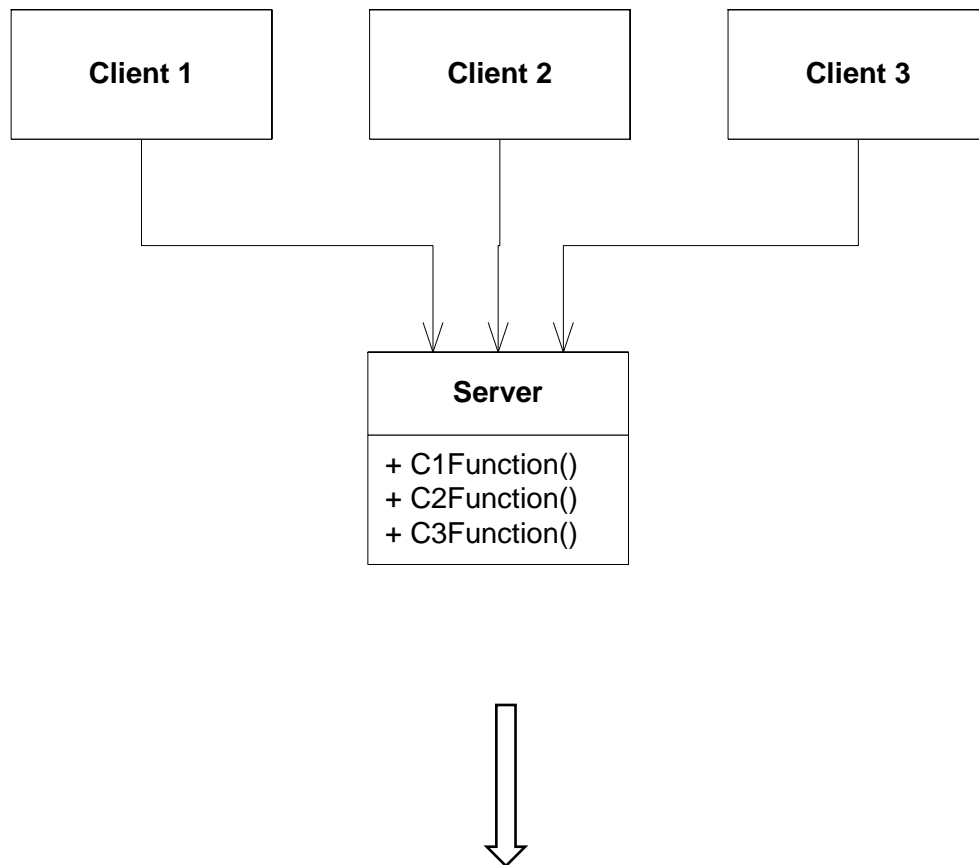 Client 1
Client 2
Client 3
Server
+ C1Function()
+ C2Function()
+ C3Function()